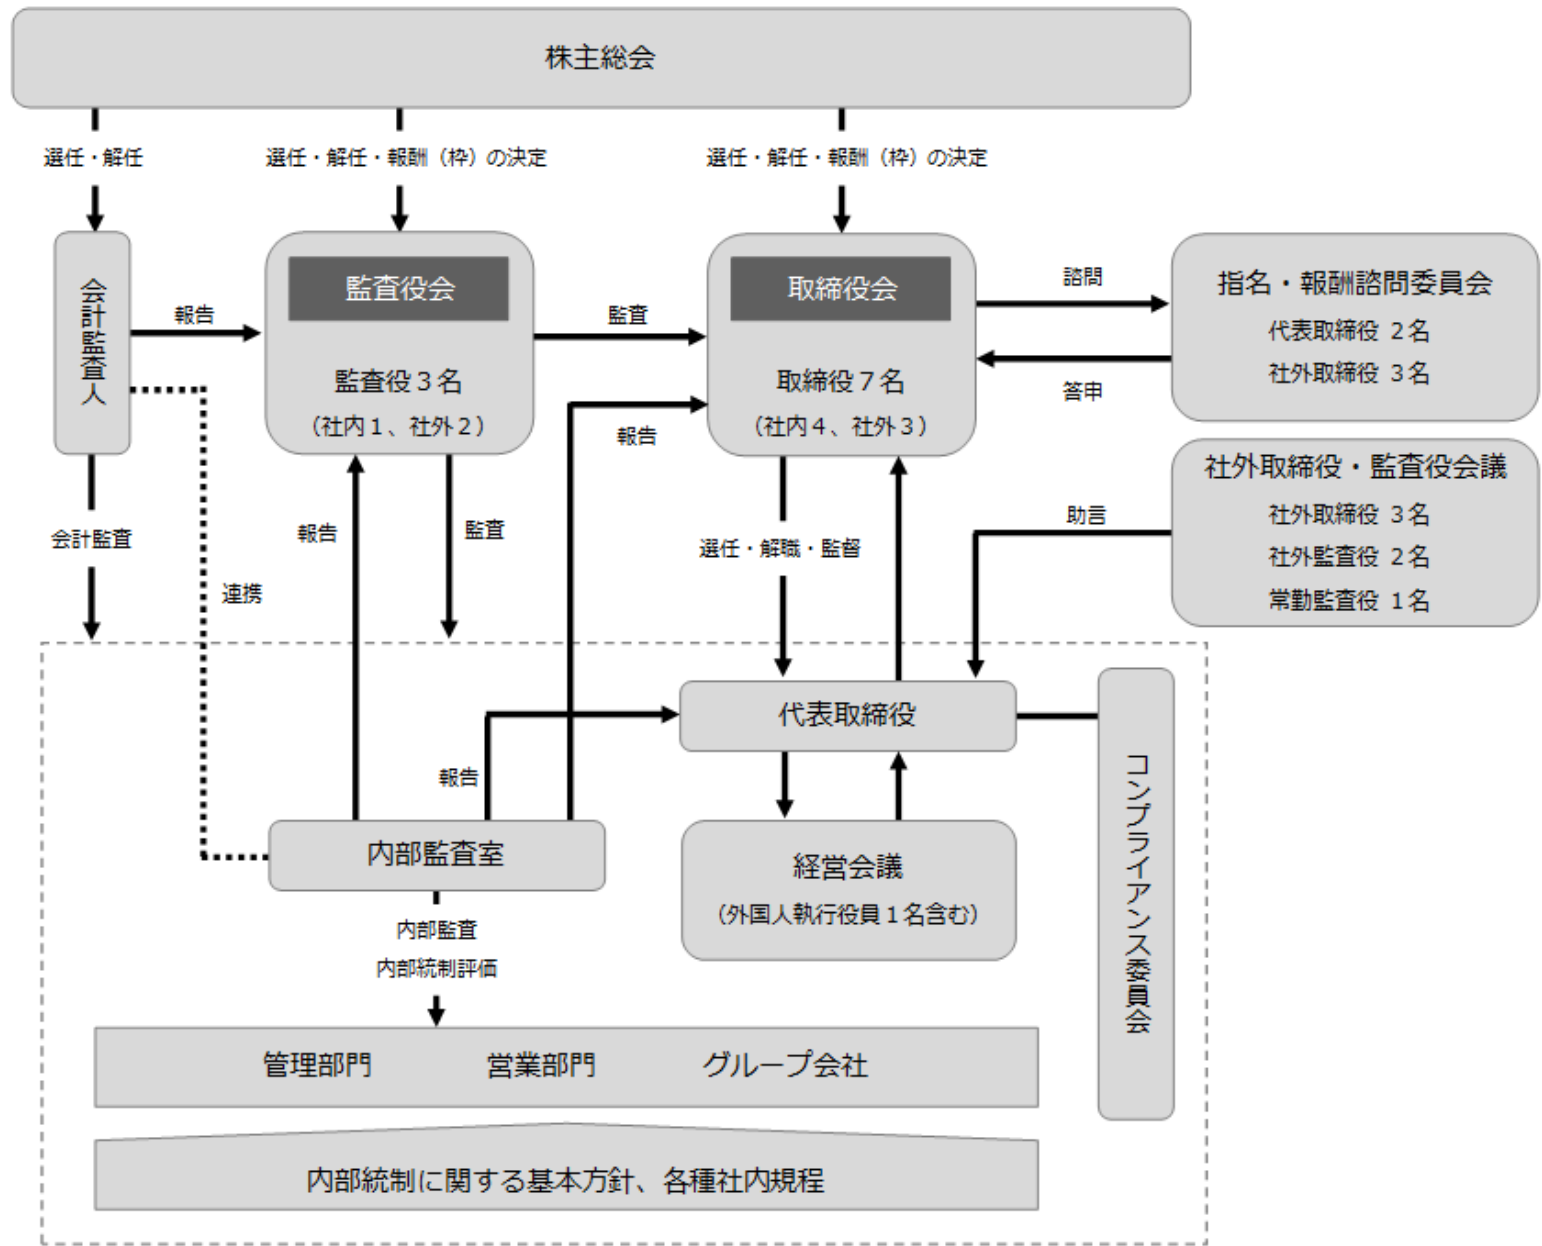 株主総会
選任・解任
選任・解任・報酬（枠）の決定
選任・解任・報酬（枠）の決定
会計監査人
報告
監査役会
監査役３名
（社内１、社外２）
監査
取締役会
取締役７名
（社内４、社外３）
諮問
答申
指名・報酬諮問委員会
代表取締役 2名
社外取締役 3名
報告
社外取締役・監査役会議
社外取締役 3名
社外監査役 2名
常勤監査役 1名
助言
会計監査
連携
報告
監査
選任・解職・監督
代表取締役
報告
コンプライアンス委員会
内部監査室
経営会議
（外国人執行役員１名含む）
内部監査
内部統制評価
管理部門
営業部門
グループ会社
内部統制に関する基本方針、各種社内規程